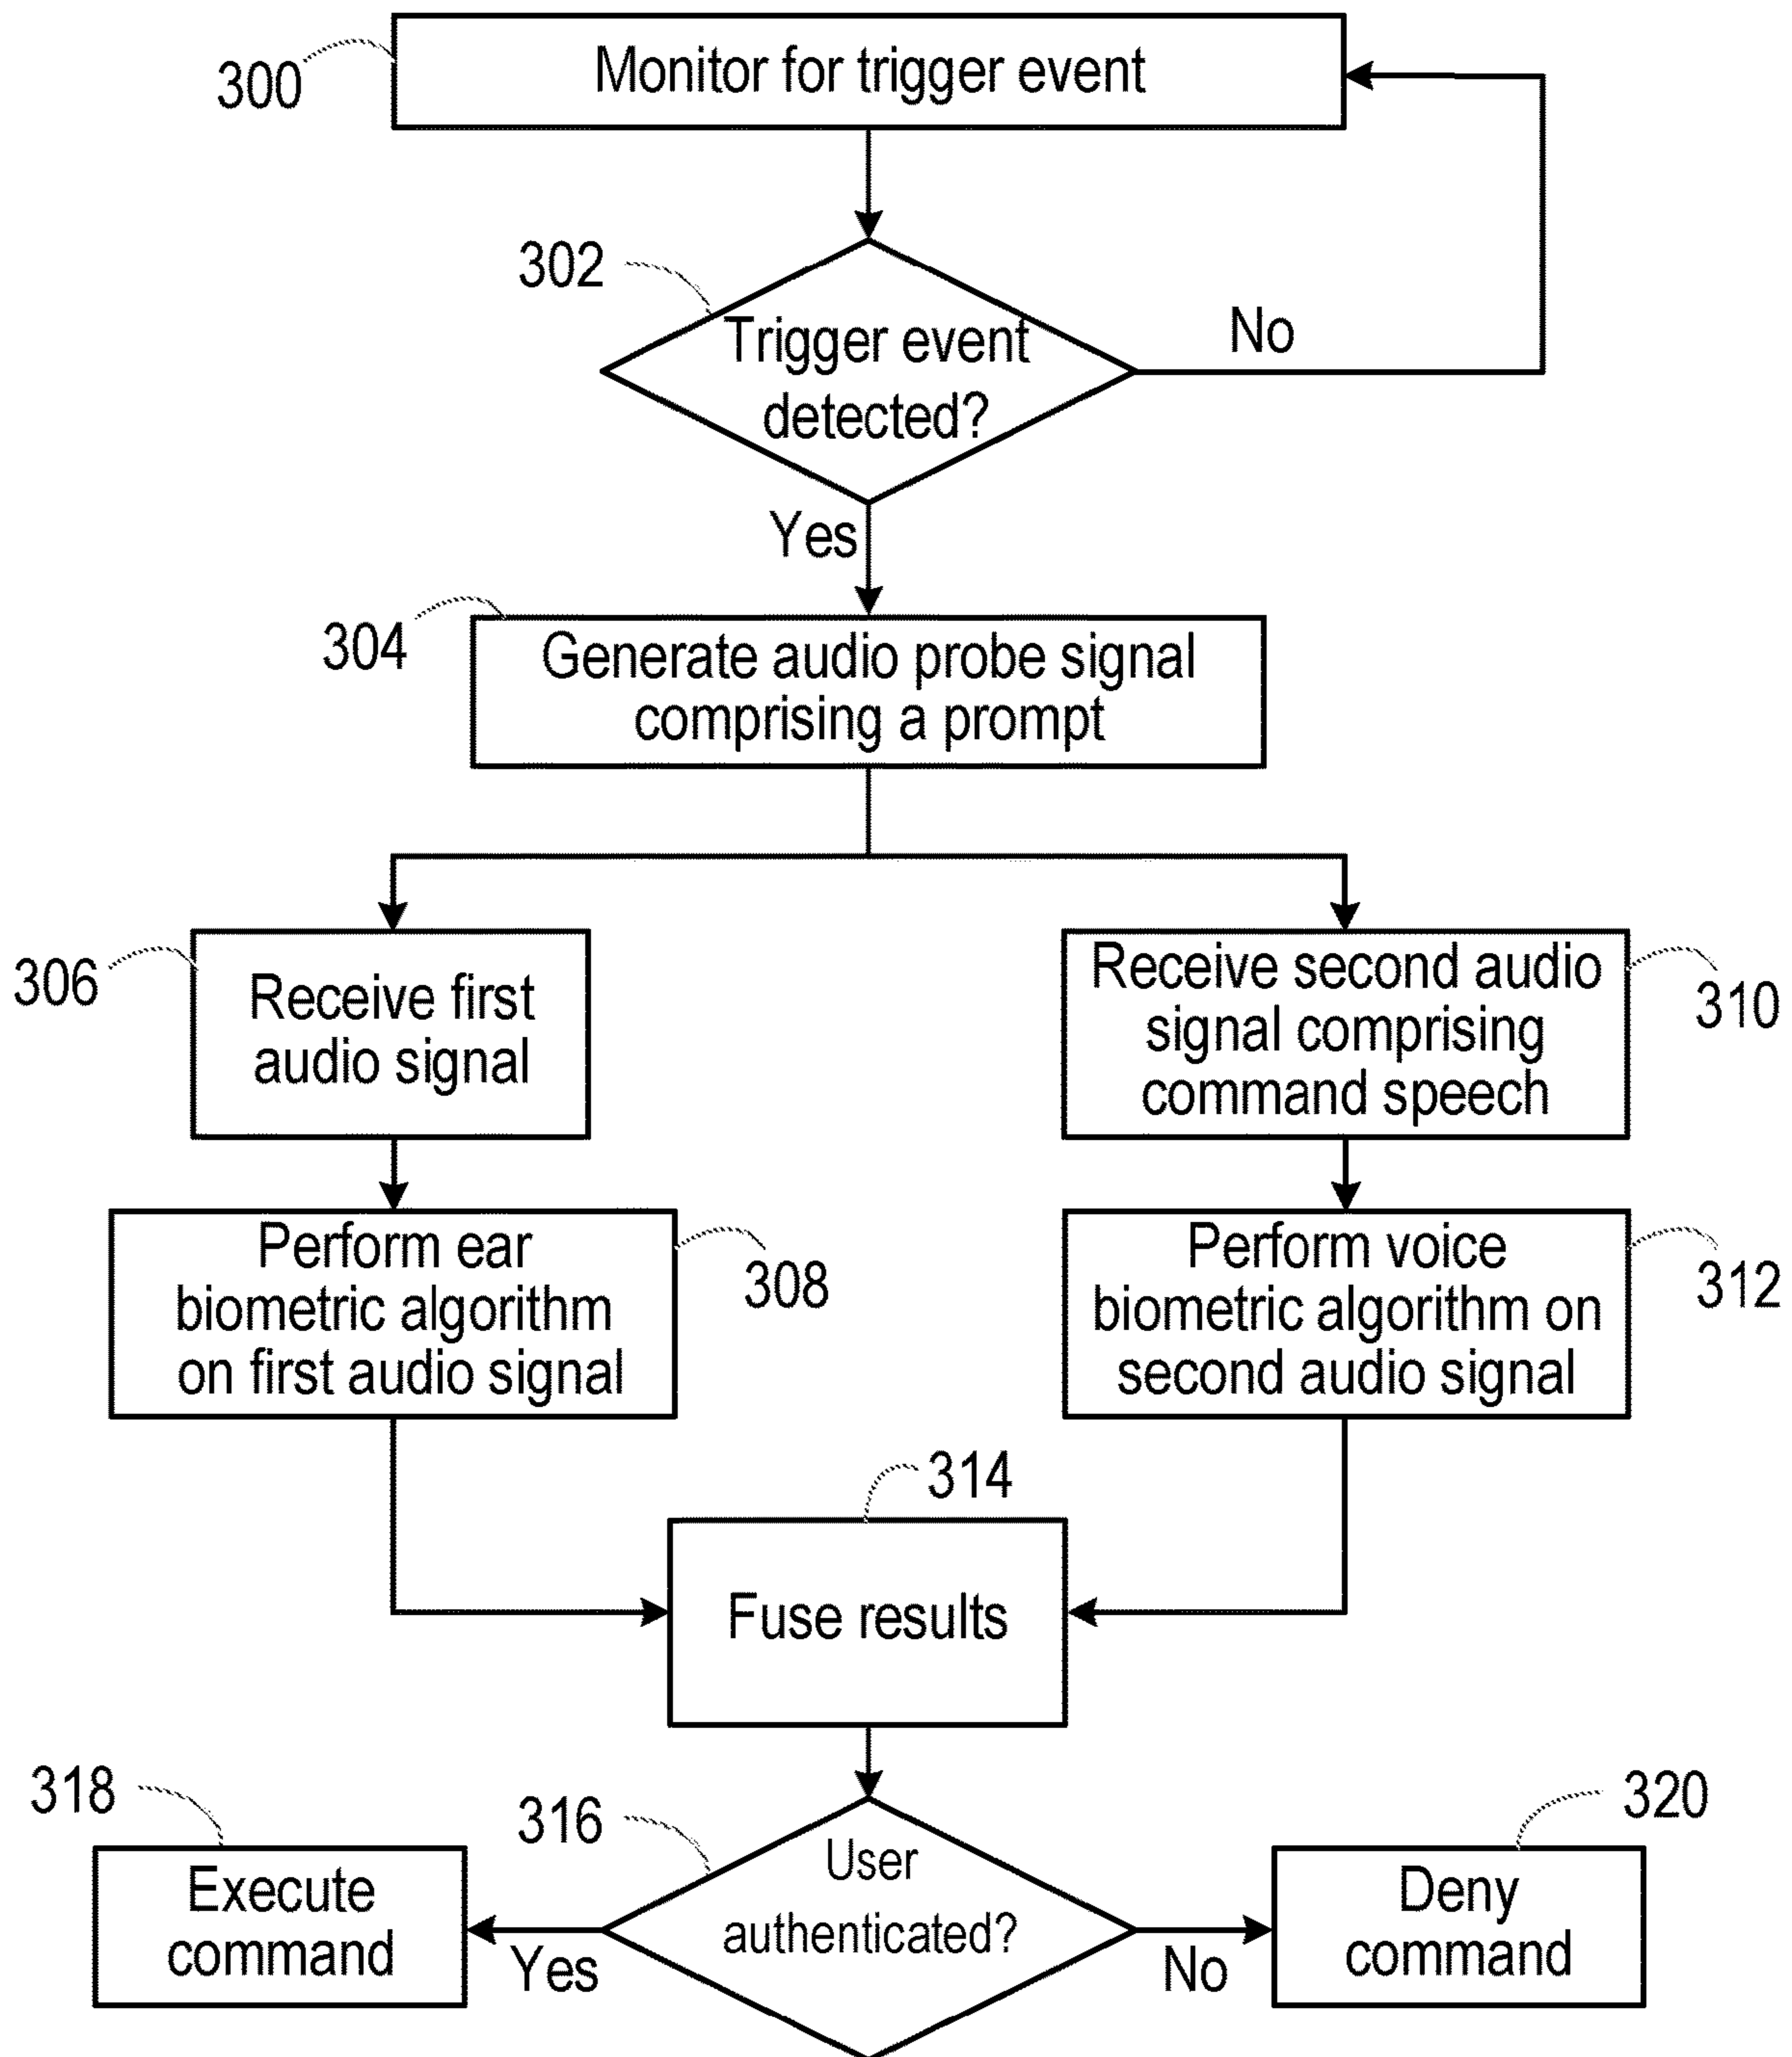 300
Monitor for trigger event
302
Trigger event
detected?
No
Yes
304
Generate audio probe signal
comprising a prompt
306
Receive first
audio signal
Receive second audio
signal comprising
command speech
310
Perform ear
biometric algorithm
on first audio signal
308
Perform voice
biometric algorithm on
second audio signal
312
314
Fuse results
318
Execute
command
316
User
authenticated?
Yes
No
320
Deny
command